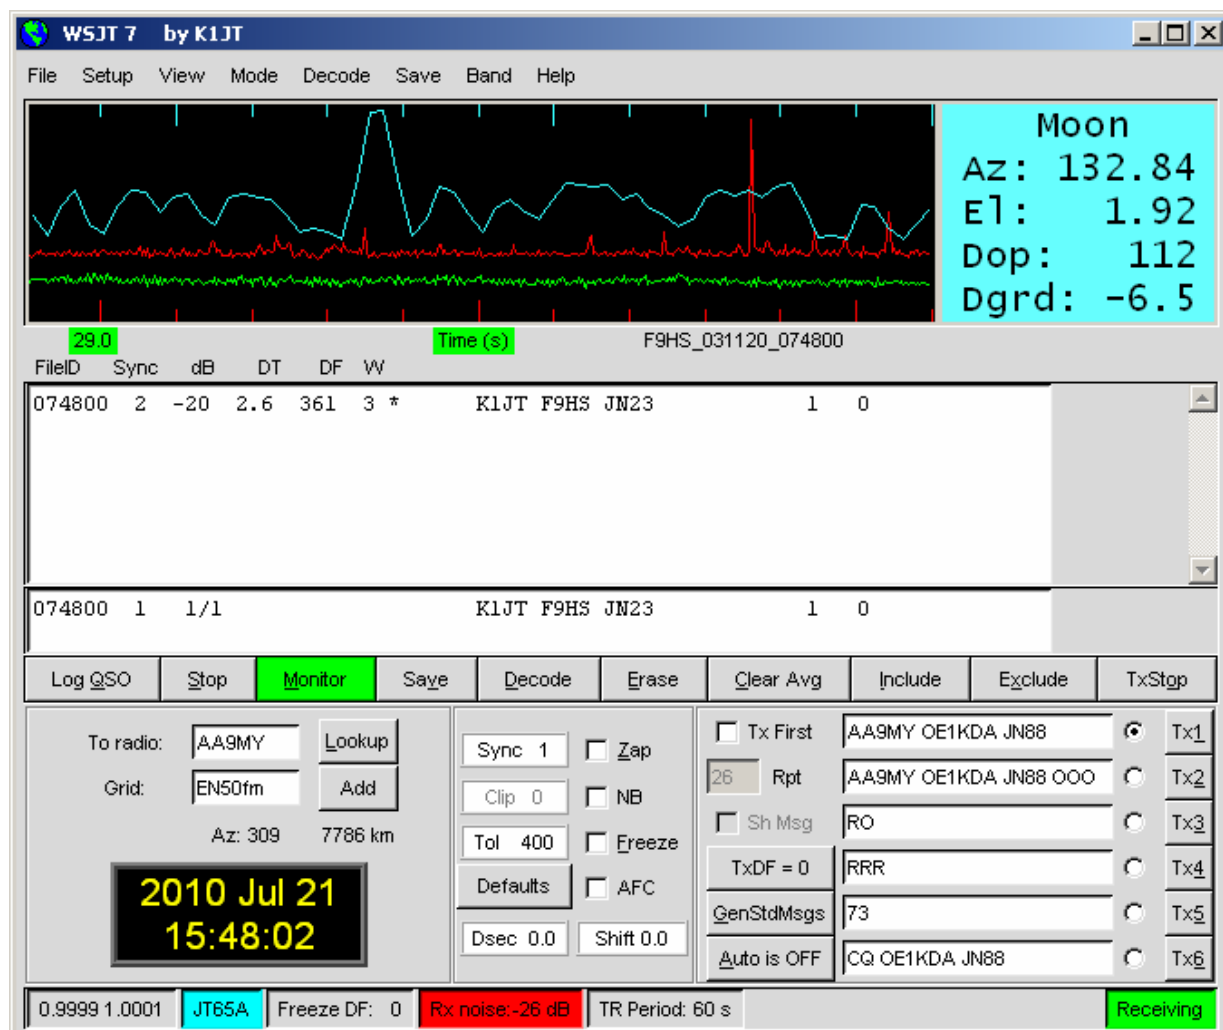 WSJT 7 by K1JT
File Setup View Mode Decode Save Band Help
Moon
Az: 132.84
El: 1.92
Dop: 112
Dgrd: -6.5
29.0 Time (s) F9HS_031120_074800
FileID Sync dB DT DF W
074800 2 -20 2.6 361 3 * K1JT F9HS JN23 1 0
074800 1 1/1 K1JT F9HS JN23 1 0
Log QSO Stop Monitor Save Decode Erase Clear Avg Include Exclude TxStop
To radio: AA9MY Lookup
Grid: EN50fm Add
Az: 309 7786 km
2010 Jul 21
15:48:02
Sync 1 Zap
Clip 0 NB
Tol 400 Freeze
Defaults AFC
Dsec 0.0 Shift 0.0
Tx First AA9MY OE1KDA JN88 Tx1
26 Rpt AA9MY OE1KDA JN88 OOO Tx2
Sh Msg RO Tx3
TxDF = 0 RRR Tx4
GenStdMsgs 73 Tx5
Auto is OFF CQ OE1KDA JN88 Tx6
0.9999 1.0001 JT65A Freeze DF: 0 Rx noise:-26 dB TR Period: 60 s Receiving